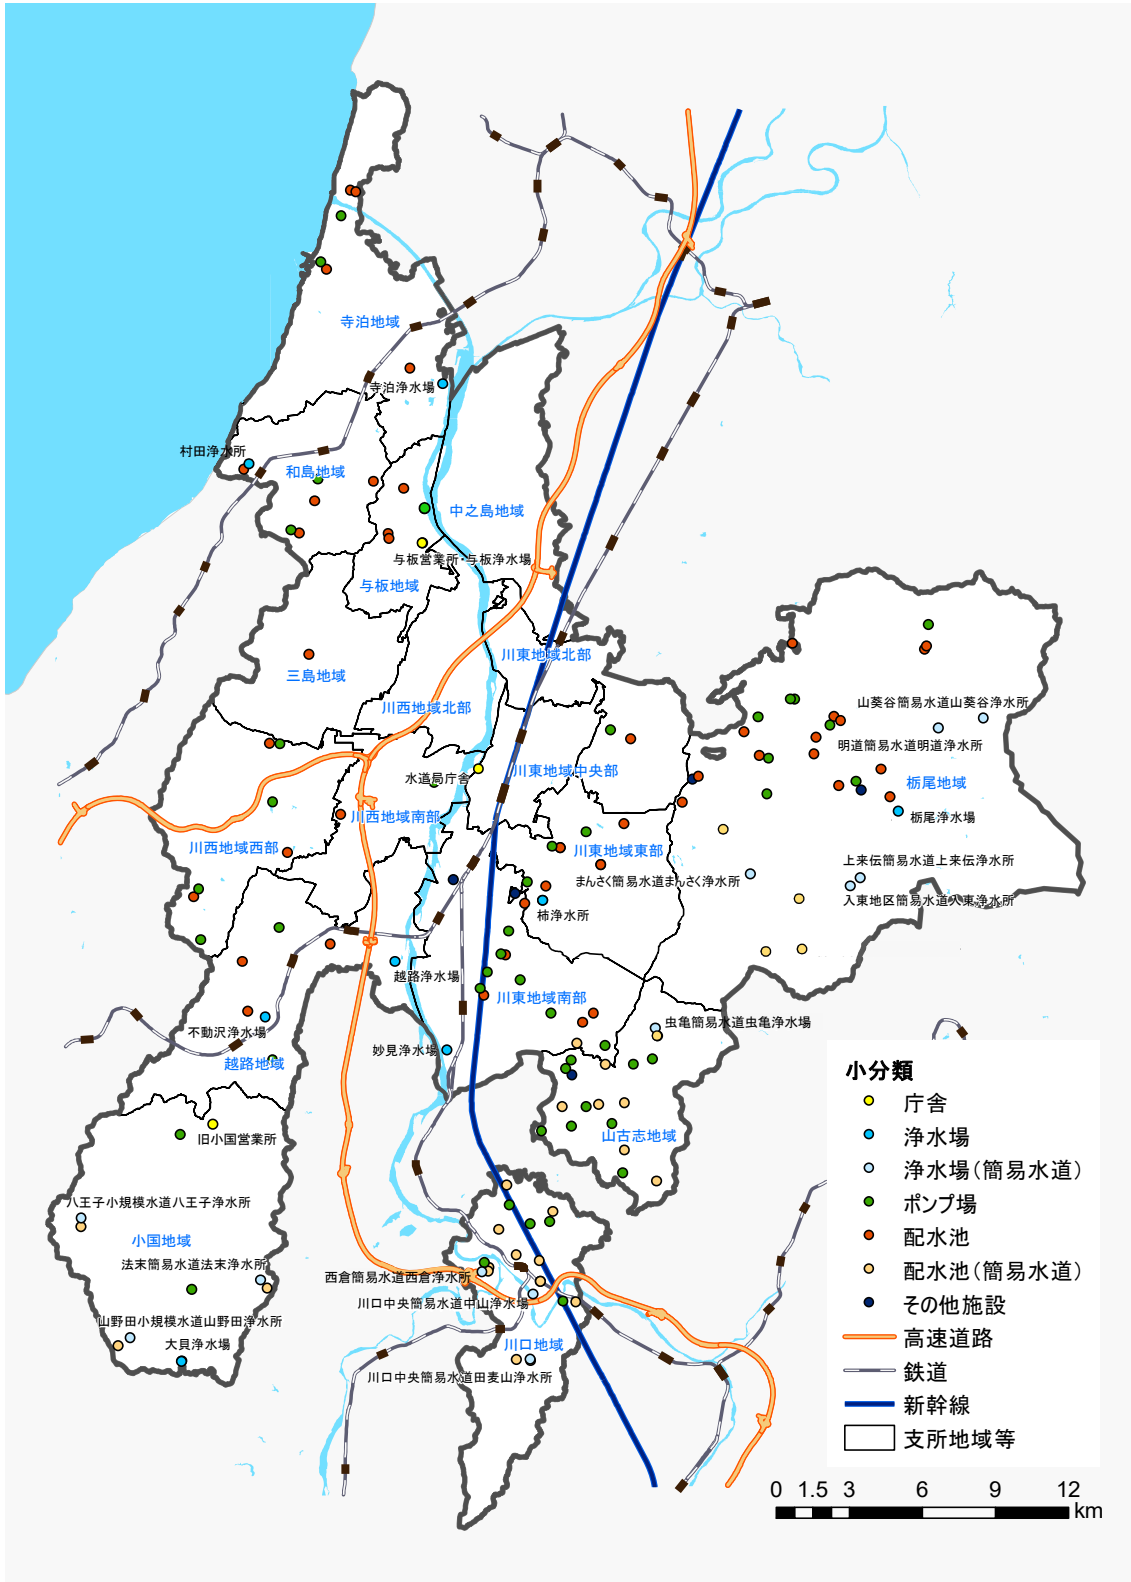 寺泊地域
寺泊浄水場
村田浄水所
和島地域
中之島地域
与板営業所・与板浄水場
与板地域
川東地域北部
三島地域
川西地域北部
山葵谷簡易水道山葵谷浄水所
明道簡易水道明道浄水所
水道局庁舎
川東地域中央部
栃尾地域
川西地域南部
栃尾浄水場
川西地域西部
川東地域東部
上来伝簡易水道上来伝浄水所
まんさく簡易水道まんさく浄水所
入東地区簡易水道入東浄水所
柿浄水所
越路浄水場
川東地域南部
虫亀簡易水道虫亀浄水場
不動沢浄水場
妙見浄水場
越路地域
旧小国営業所
山古志地域
八王子小規模水道八王子浄水所
小国地域
法末簡易水道法末浄水所
西倉簡易水道西倉浄水所
川口中央簡易水道中山浄水場
山野田小規模水道山野田浄水所
大貝浄水場
川口地域
川口中央簡易水道田麦山浄水所
小分類
庁舎
浄水場
浄水場(簡易水道)
ポンプ場
配水池
配水池(簡易水道)
その他施設
高速道路
鉄道
新幹線
支所地域等
0 1.5 3 6 9 12
km